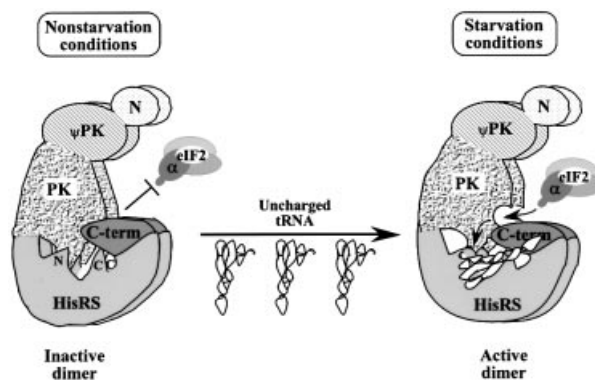 Nonstarvation
conditions
N
ψPK
eIF2
α
PK
C-term
N
C
HisRS
Inactive
dimer
Uncharged
tRNA
Starvation
conditions
N
ψPK
eIF2
α
PK
C-term
HisRS
Active
dimer